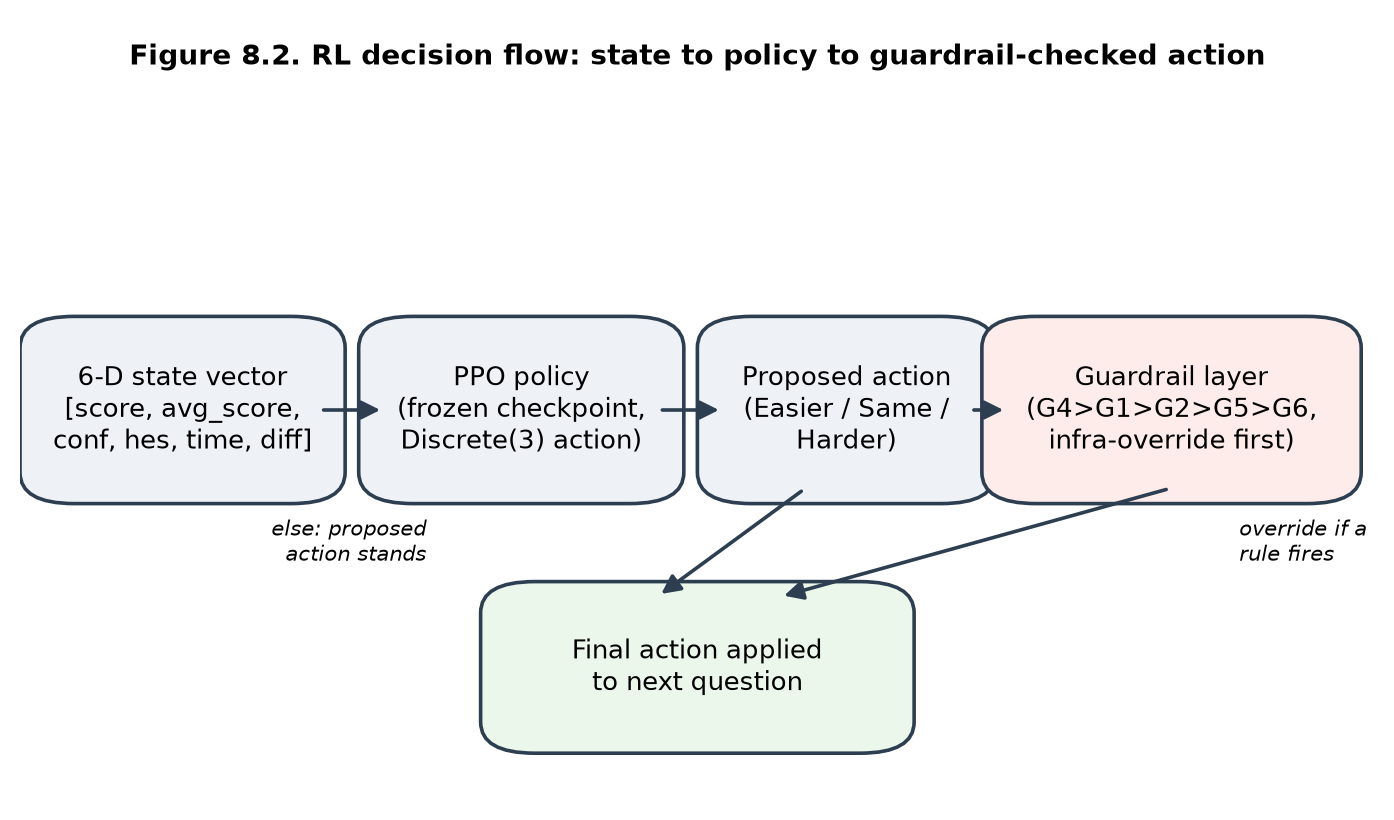 Figure 8.2. RL decision flow: state to policy to guardrail-checked action
6-D state vector
[score, avg_score,
conf, hes, time, diff]
PPO policy
(frozen checkpoint,
Discrete(3) action)
Proposed action
(Easier / Same /
Harder)
Guardrail layer
(G4>G1>G2>G5>G6,
infra-override first)
else: proposed
action stands
override if a
rule fires
Final action applied
to next question